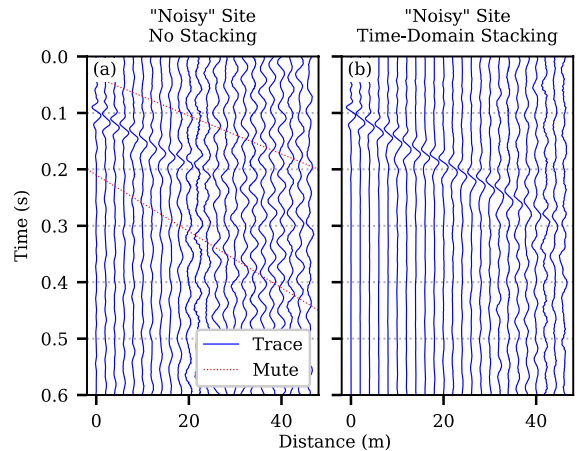 "Noisy" Site
No Stacking
"Noisy" Site
Time-Domain Stacking
(a)
(b)
0.0
0.1
0.2
0.3
0.4
0.5
0.6
Time (s)
Trace
Mute
0
20
40
0
20
40
Distance (m)